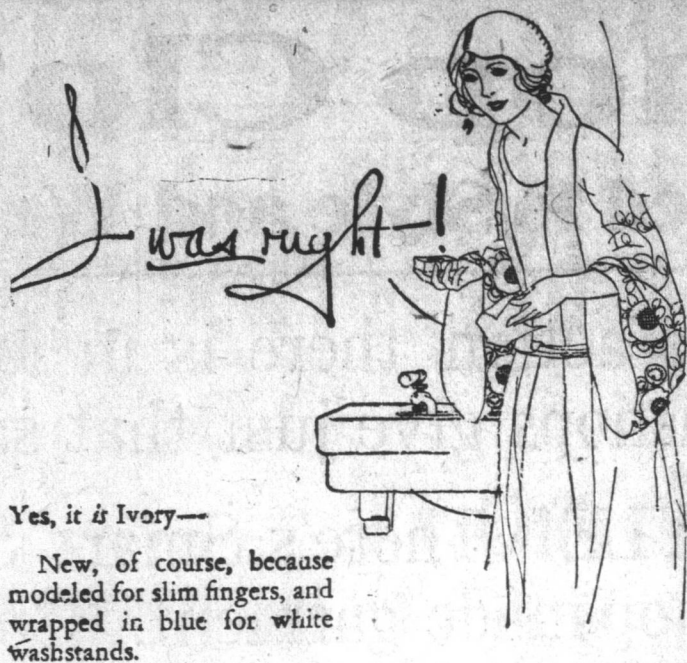 I was right—!
Yes, it is Ivory—
New, of course, because
modeled for slim fingers, and
wrapped in blue for white
washstands.